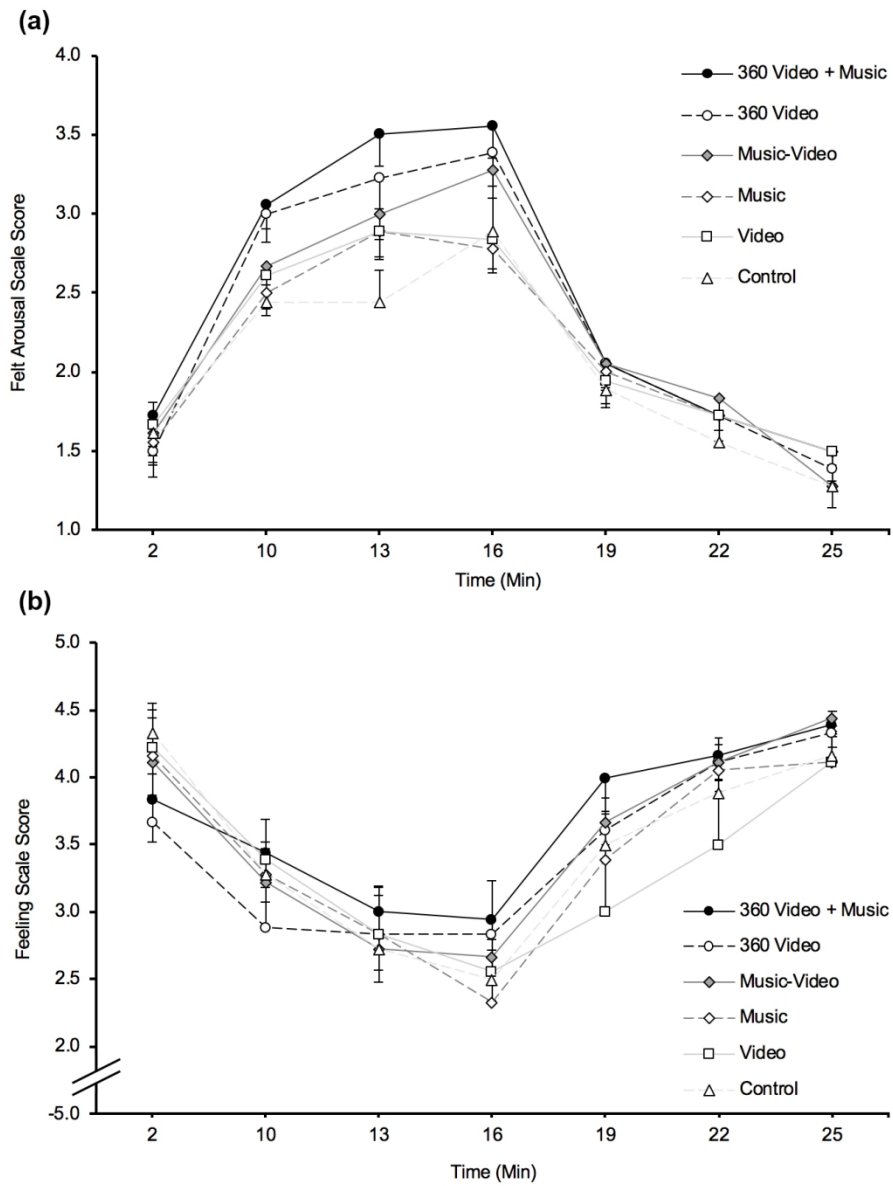 (a)
4.0
3.5
3.0
2.5
2.0
1.5
1.0
Felt Arousal Scale Score
360 Video + Music
360 Video
Music-Video
Music
Video
Control
2 10 13 16 19 22 25
Time (Min)
(b)
5.0
4.5
4.0
3.5
3.0
2.5
2.0
-5.0
Feeling Scale Score
360 Video + Music
360 Video
Music-Video
Music
Video
Control
2 10 13 16 19 22 25
Time (Min)